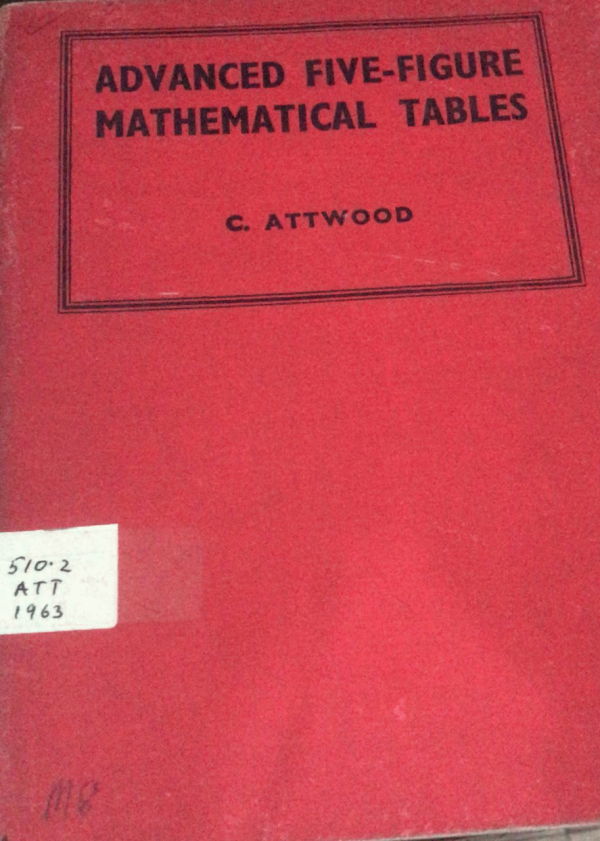 ADVANCED FIVE-FIGURE
MATHEMATICAL TABLES
C. ATTWOOD
510.2
ATT
1963